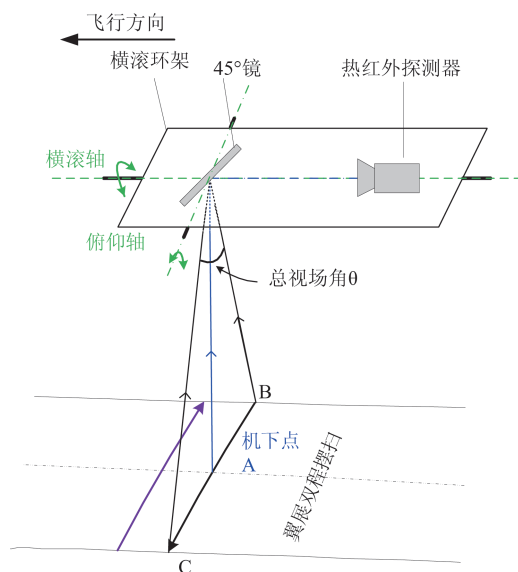 飞行方向
横滚环架
45°镜
热红外探测器
横滚轴
俯仰轴
总视场角θ
B
机下点
A
翼展双程摆扫
C